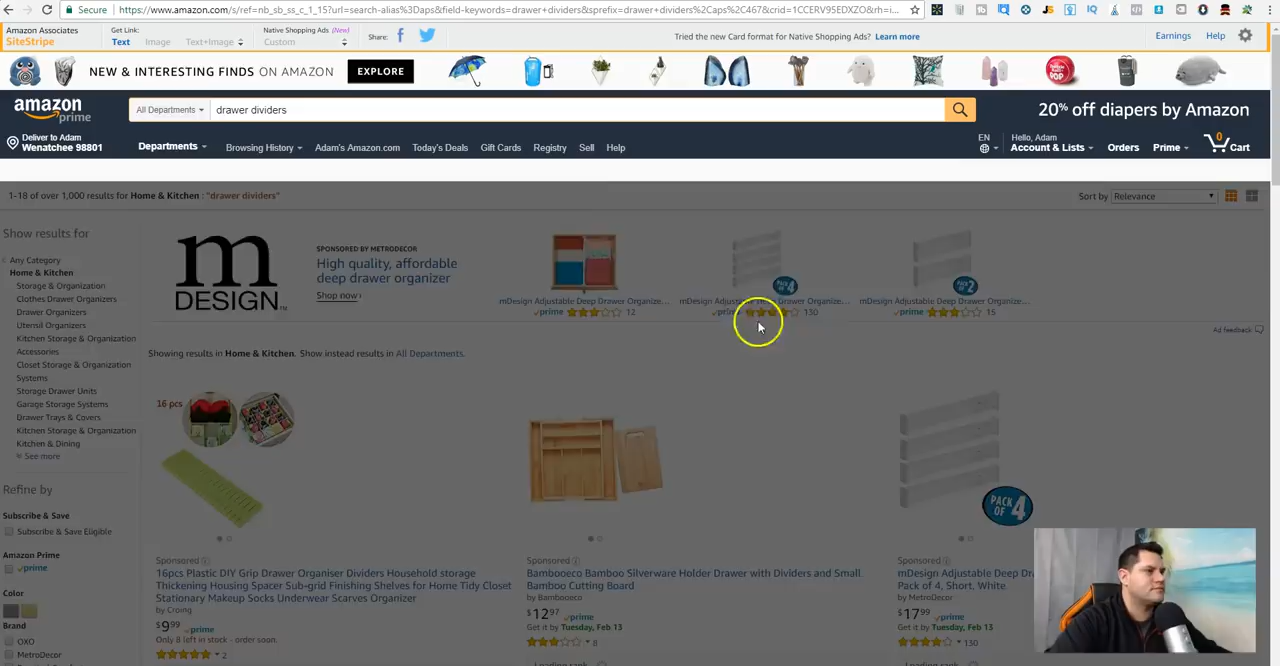 Secure
https://www.amazon.com/s/ref=nb_sb_ss_c_1_15?url=search-alias%3Daps&field-keywords=drawer+dividers&sprefix=drawer+dividers%2Caps%2C467&crid=1CCERV95EDXZO&rh=i...
Amazon Associates
SiteStripe
Get Link:
Text
Image
Text+Image
Native Shopping Ads (New)
Custom
Share:
Tried the new Card format for Native Shopping Ads? Learn more
Earnings
Help
NEW & INTERESTING FINDS ON AMAZON
EXPLORE
amazon
prime
All Departments
drawer dividers
20% off diapers by Amazon
Deliver to Adam
Wenatchee 98801
Departments
Browsing History
Adam's Amazon.com
Today's Deals
Gift Cards
Registry
Sell
Help
EN
Hello, Adam
Account & Lists
Orders
Prime
0
Cart
1-18 of over 1,000 results for Home & Kitchen : "drawer dividers"
Sort by
Relevance
Show results for
Any Category
Home & Kitchen
Storage & Organization
Clothes Drawer Organizers
Drawer Organizers
Utensil Organizers
Kitchen Storage & Organization
Accessories
Closet Storage & Organization
Systems
Storage Drawer Units
Garage Storage Systems
Drawer Trays & Covers
Kitchen Storage & Organization
Kitchen & Dining
See more
Refine by
Subscribe & Save
Subscribe & Save Eligible
Amazon Prime
prime
Color
Brand
OXO
MetroDecor
m
DESIGN
SPONSORED BY METRODECOR
High quality, affordable
deep drawer organizer
Shop now
mDesign Adjustable Deep Drawer Organize...
prime
12
PACK OF 4
mDesign Adjustable Deep Drawer Organize...
prime
130
PACK OF 2
mDesign Adjustable Deep Drawer Organize...
prime
15
Ad feedback
Showing results in Home & Kitchen. Show instead results in All Departments.
16 pcs
Sponsored
16pcs Plastic DIY Grip Drawer Organiser Dividers Household storage
Thickening Housing Spacer Sub-grid Finishing Shelves for Home Tidy Closet
Stationary Makeup Socks Underwear Scarves Organizer
by Croing
$9.99
prime
Only 8 left in stock - order soon.
2
Sponsored
Bambooeco Bamboo Silverware Holder Drawer with Dividers and Small
Bamboo Cutting Board
by Bambooeco
$12.97
prime
Get it by Tuesday, Feb 13
8
Loading rank
PACK OF 4
Sponsored
mDesign Adjustable Deep Dra
Pack of 4, Short, White
by MetroDecor
$17.99
prime
Get it by Tuesday, Feb 13
130
Loading rank